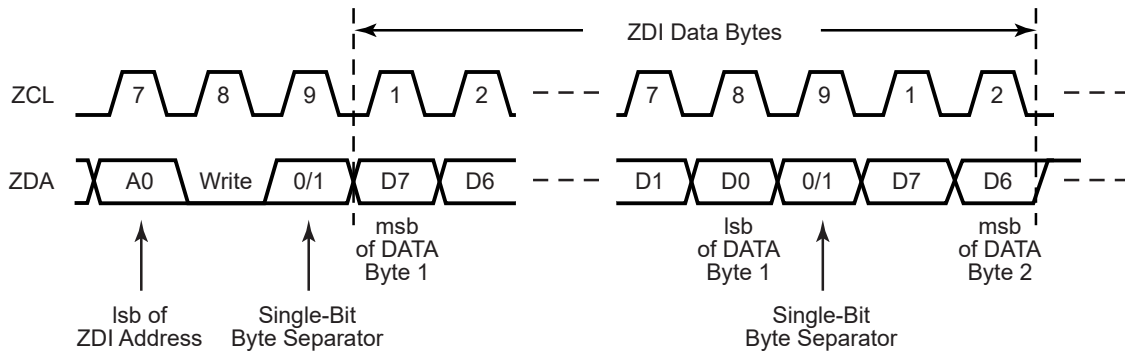 ZDI Data Bytes
ZCL 7 8 9 1 2 7 8 9 1 2
ZDA A0 Write 0/1 D7 D6 D1 D0 0/1 D7 D6
msb of DATA Byte 1
lsb of DATA Byte 1
msb of DATA Byte 2
lsb of ZDI Address
Single-Bit Byte Separator
Single-Bit Byte Separator